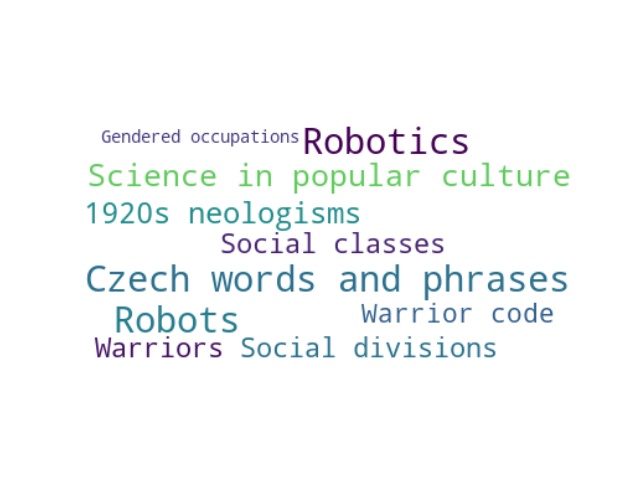 Gendered occupations Robotics
Science in popular culture
1920s neologisms
Social classes
Czech words and phrases
Robots Warrior code
Warriors Social divisions